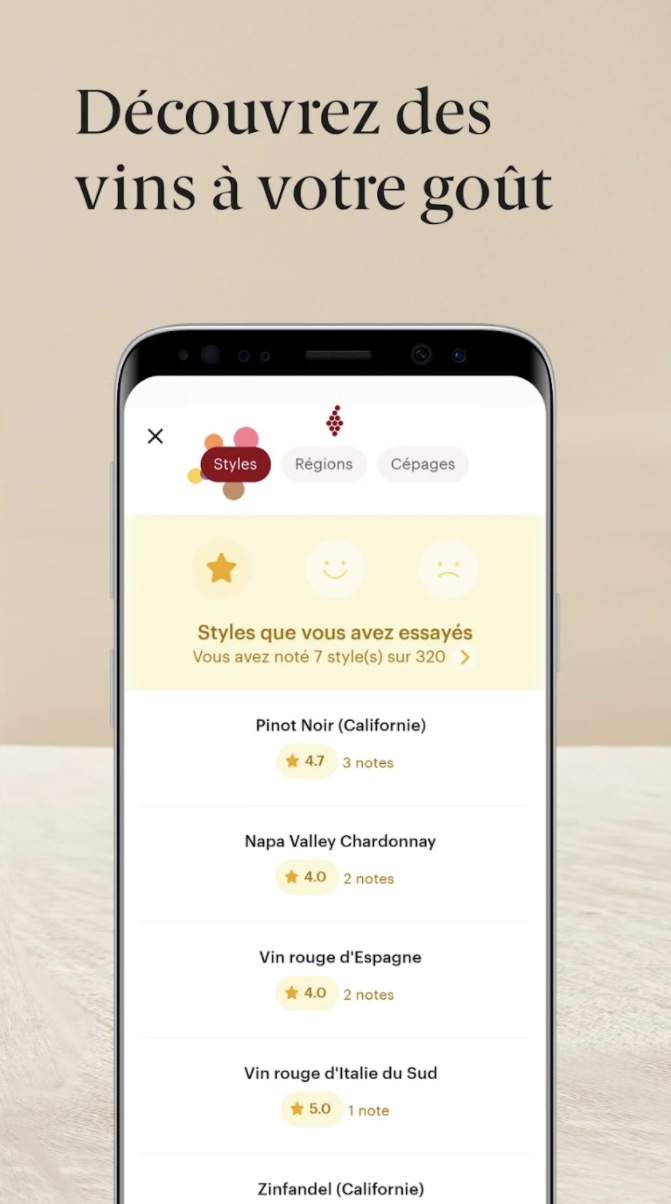 Découvrez des
vins à votre goût
Styles
Régions
Cépages
Styles que vous avez essayés
Vous avez noté 7 style(s) sur 320
Pinot Noir (Californie)
4.7 3 notes
Napa Valley Chardonnay
4.0 2 notes
Vin rouge d'Espagne
4.0 2 notes
Vin rouge d'Italie du Sud
5.0 1 note
Zinfandel (Californie)